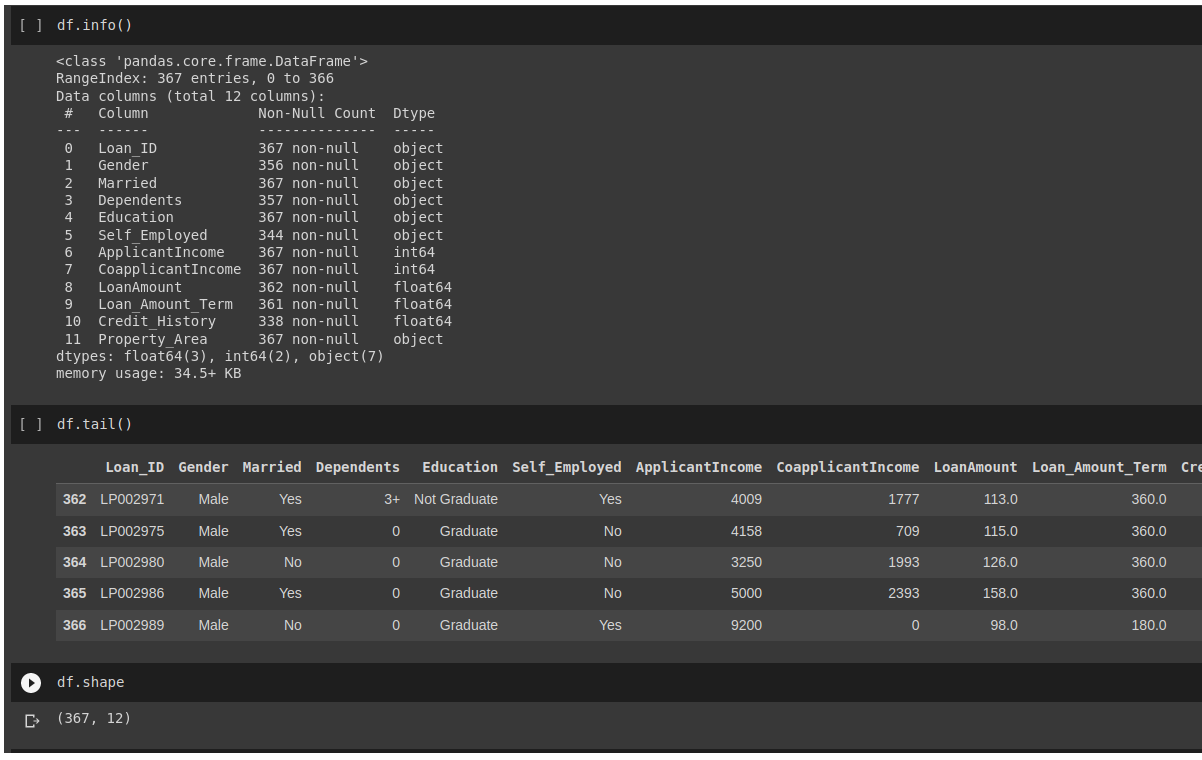 [ ] df.info()
<class 'pandas.core.frame.DataFrame'>
RangeIndex: 367 entries, 0 to 366
Data columns (total 12 columns):
 #   Column             Non-Null Count  Dtype
---  ------             --------------  -----
 0   Loan_ID            367 non-null    object
 1   Gender             356 non-null    object
 2   Married            367 non-null    object
 3   Dependents         357 non-null    object
 4   Education          367 non-null    object
 5   Self_Employed      344 non-null    object
 6   ApplicantIncome    367 non-null    int64
 7   CoapplicantIncome  367 non-null    int64
 8   LoanAmount         362 non-null    float64
 9   Loan_Amount_Term   361 non-null    float64
 10  Credit_History     338 non-null    float64
 11  Property_Area      367 non-null    object
dtypes: float64(3), int64(2), object(7)
memory usage: 34.5+ KB
[ ] df.tail()
Loan_ID Gender Married Dependents Education Self_Employed ApplicantIncome CoapplicantIncome LoanAmount Loan_Amount_Term Cre
362 LP002971 Male Yes 3+ Not Graduate Yes 4009 1777 113.0 360.0
363 LP002975 Male Yes 0 Graduate No 4158 709 115.0 360.0
364 LP002980 Male No 0 Graduate No 3250 1993 126.0 360.0
365 LP002986 Male Yes 0 Graduate No 5000 2393 158.0 360.0
366 LP002989 Male No 0 Graduate Yes 9200 0 98.0 180.0
df.shape
(367, 12)